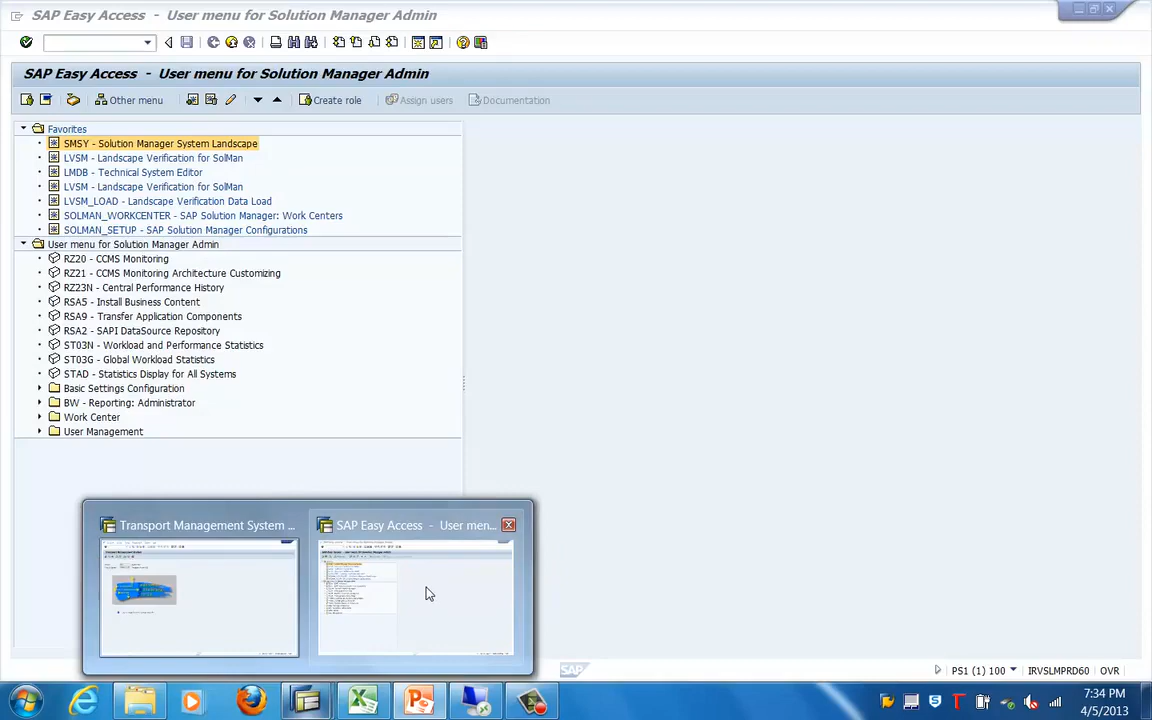 SAP Easy Access - User menu for Solution Manager Admin
SAP Easy Access - User menu for Solution Manager Admin
Other menu
Create role
Assign users
Documentation
Favorites
SMSY - Solution Manager System Landscape
LVSM - Landscape Verification for SolMan
LMDB - Technical System Editor
LVSM - Landscape Verification for SolMan
LVSM_LOAD - Landscape Verification Data Load
SOLMAN_WORKCENTER - SAP Solution Manager: Work Centers
SOLMAN_SETUP - SAP Solution Manager Configurations
User menu for Solution Manager Admin
RZ20 - CCMS Monitoring
RZ21 - CCMS Monitoring Architecture Customizing
RZ23N - Central Performance History
RSA5 - Install Business Content
RSA9 - Transfer Application Components
RSA2 - SAPI DataSource Repository
ST03N - Workload and Performance Statistics
ST03G - Global Workload Statistics
STAD - Statistics Display for All Systems
Basic Settings Configuration
BW - Reporting: Administrator
Work Center
User Management
Transport Management System ...
SAP Easy Access - User men...
SAP
PS1 (1) 100
IRVSLMPRD60
OVR
7:34 PM
4/5/2013